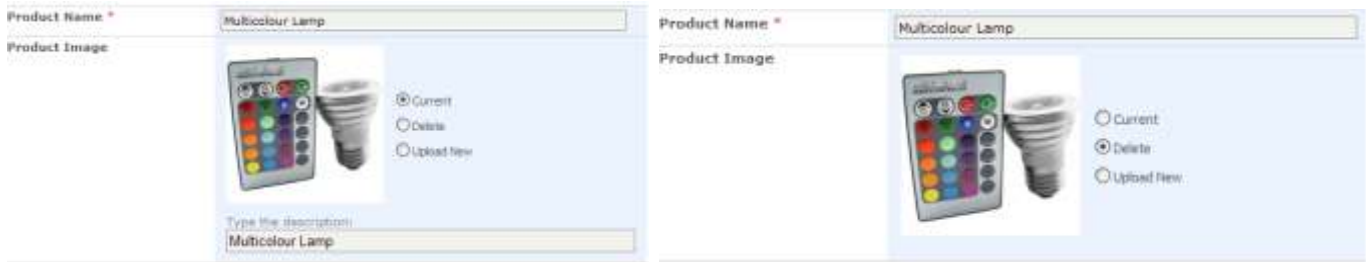 Product Name *
Multicolour Lamp
Product Image
Current
Delete
Upload New
Type the description:
Multicolour Lamp
Product Name *
Multicolour Lamp
Product Image
Current
Delete
Upload New